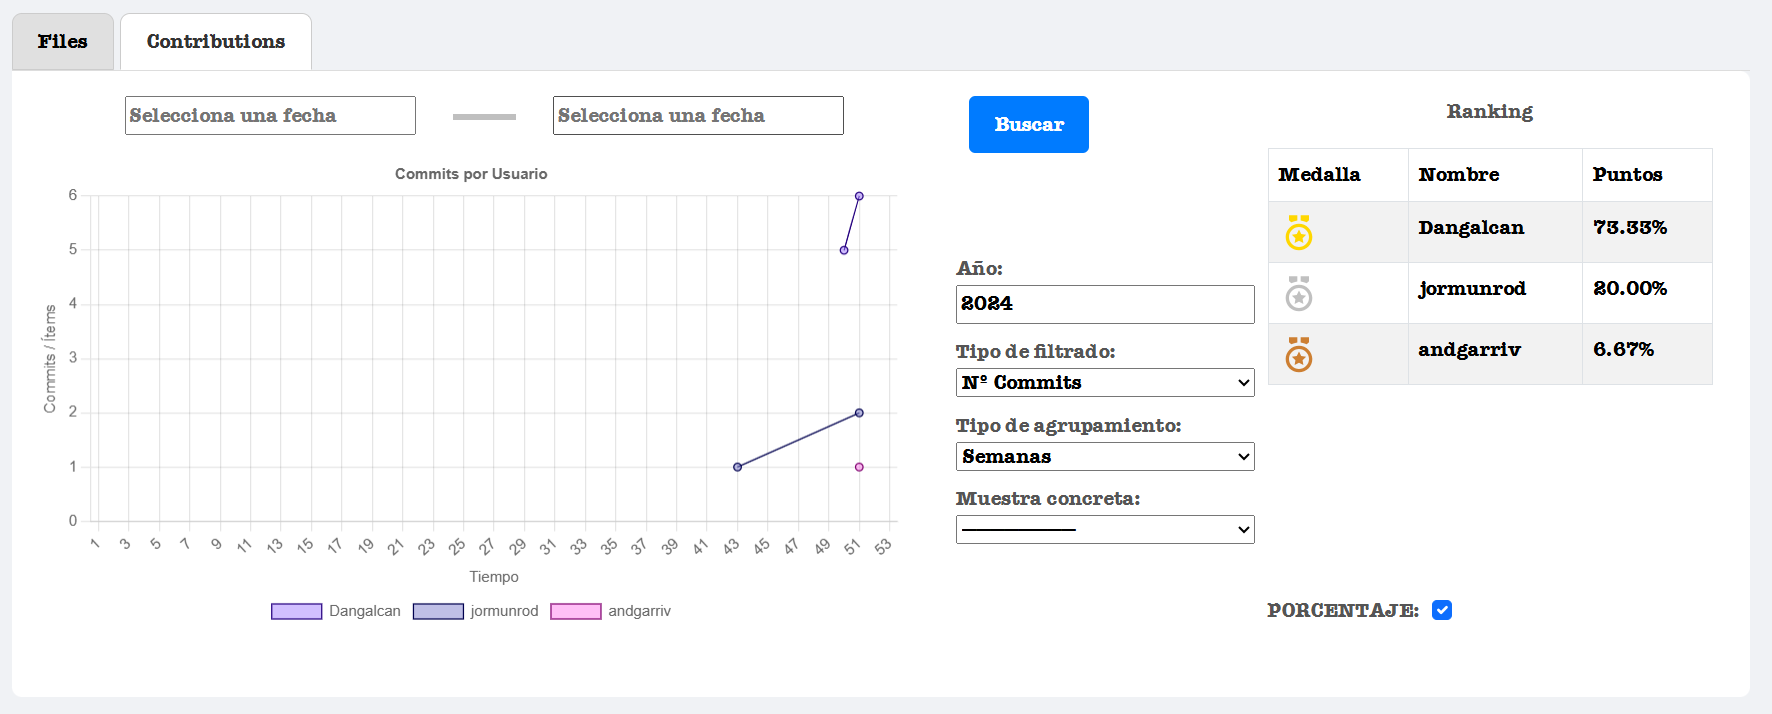 Files
Contributions
Selecciona una fecha
Selecciona una fecha
Buscar
Commits por Usuario
Commits / Ítems
6
5
4
3
2
1
0
1 3 5 7 9 11 13 15 17 19 21 23 25 27 29 31 33 35 37 39 41 43 45 47 49 51 53
Tiempo
Dangalcan jormunrod andgarriv
Año:
2024
Tipo de filtrado:
Nº Commits
Tipo de agrupamiento:
Semanas
Muestra concreta:
---------------------
Ranking
Medalla Nombre Puntos
Dangalcan 73.33%
jormunrod 20.00%
andgarriv 6.67%
PORCENTAJE: